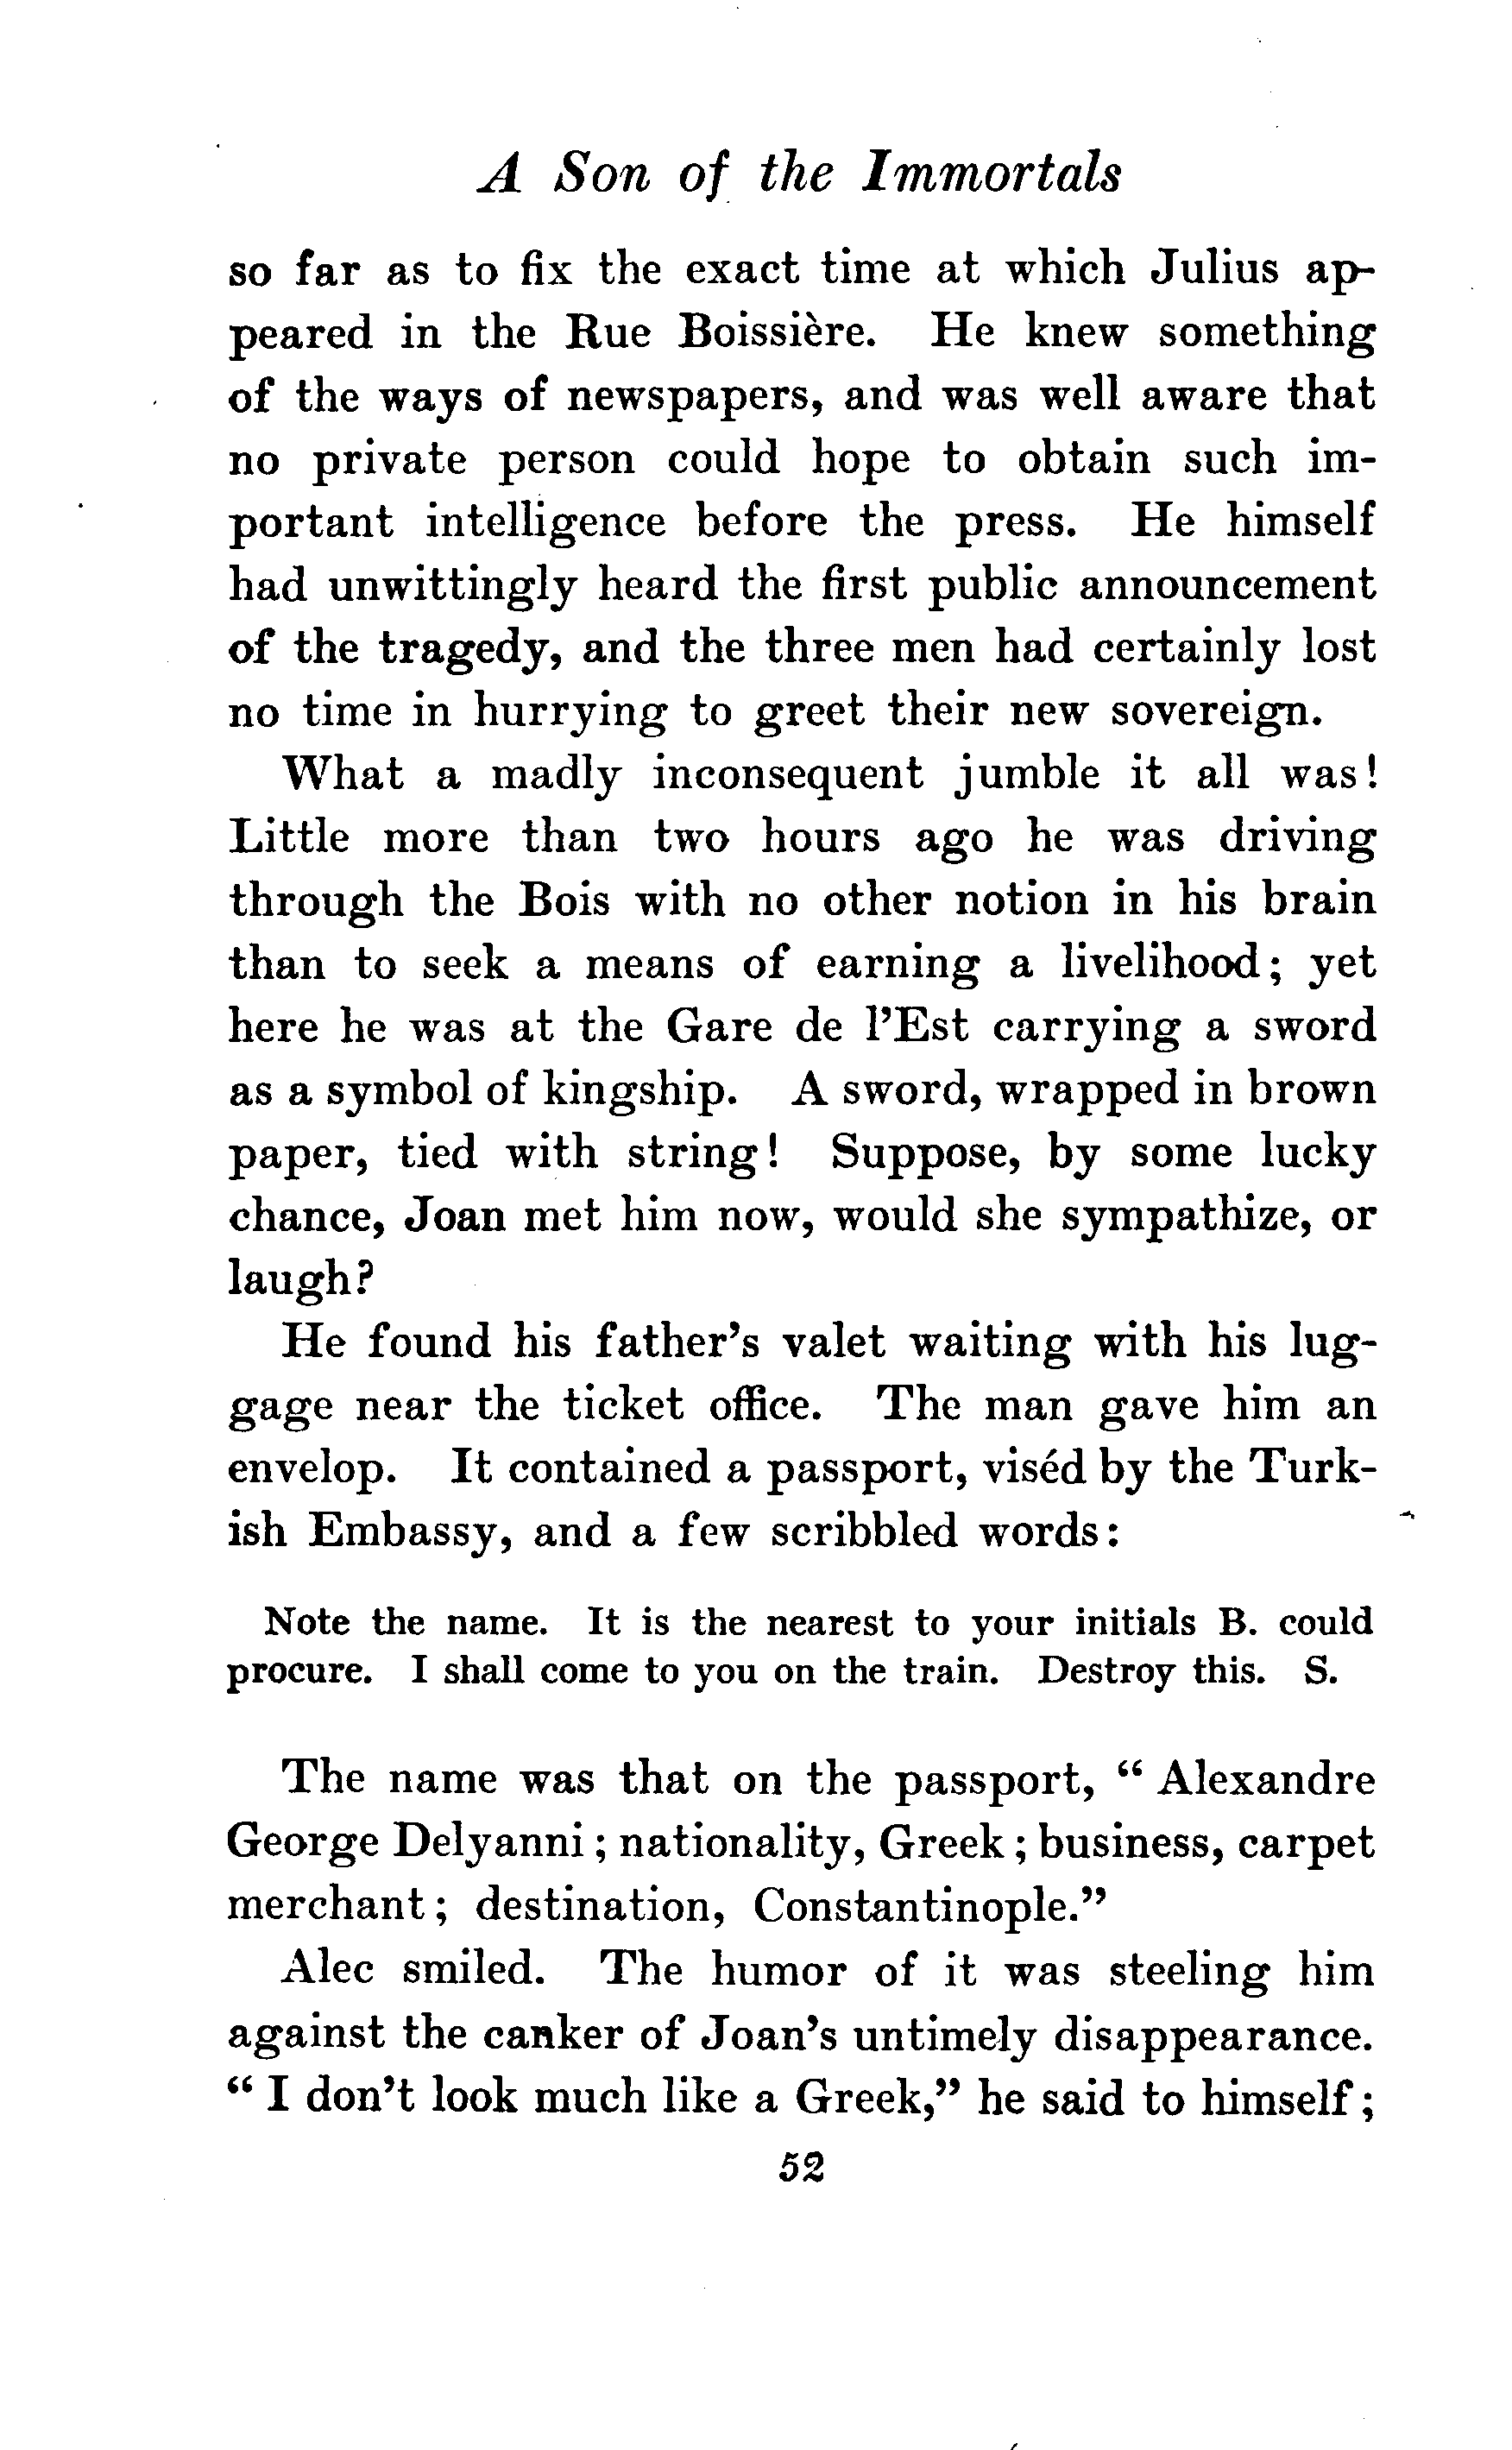 A Son of the Immortals
so far as to fix the exact time at which Julius ap-
peared in the Rue Boissière. He knew something
of the ways of newspapers, and was well aware that
no private person could hope to obtain such im-
portant intelligence before the press. He himself
had unwittingly heard the first public announcement
of the tragedy, and the three men had certainly lost
no time in hurrying to greet their new sovereign.
What a madly inconsequent jumble it all was!
Little more than two hours ago he was driving
through the Bois with no other notion in his brain
than to seek a means of earning a livelihood; yet
here he was at the Gare de l'Est carrying a sword
as a symbol of kingship. A sword, wrapped in brown
paper, tied with string! Suppose, by some lucky
chance, Joan met him now, would she sympathize, or
laugh?
He found his father's valet waiting with his lug-
gage near the ticket office. The man gave him an
envelop. It contained a passport, viséd by the Turk-
ish Embassy, and a few scribbled words:
Note the name. It is the nearest to your initials B. could
procure. I shall come to you on the train. Destroy this. S.
The name was that on the passport, "Alexandre
George Delyanni; nationality, Greek; business, carpet
merchant; destination, Constantinople."
Alec smiled. The humor of it was steeling him
against the canker of Joan's untimely disappearance.
"I don't look much like a Greek," he said to himself;
52